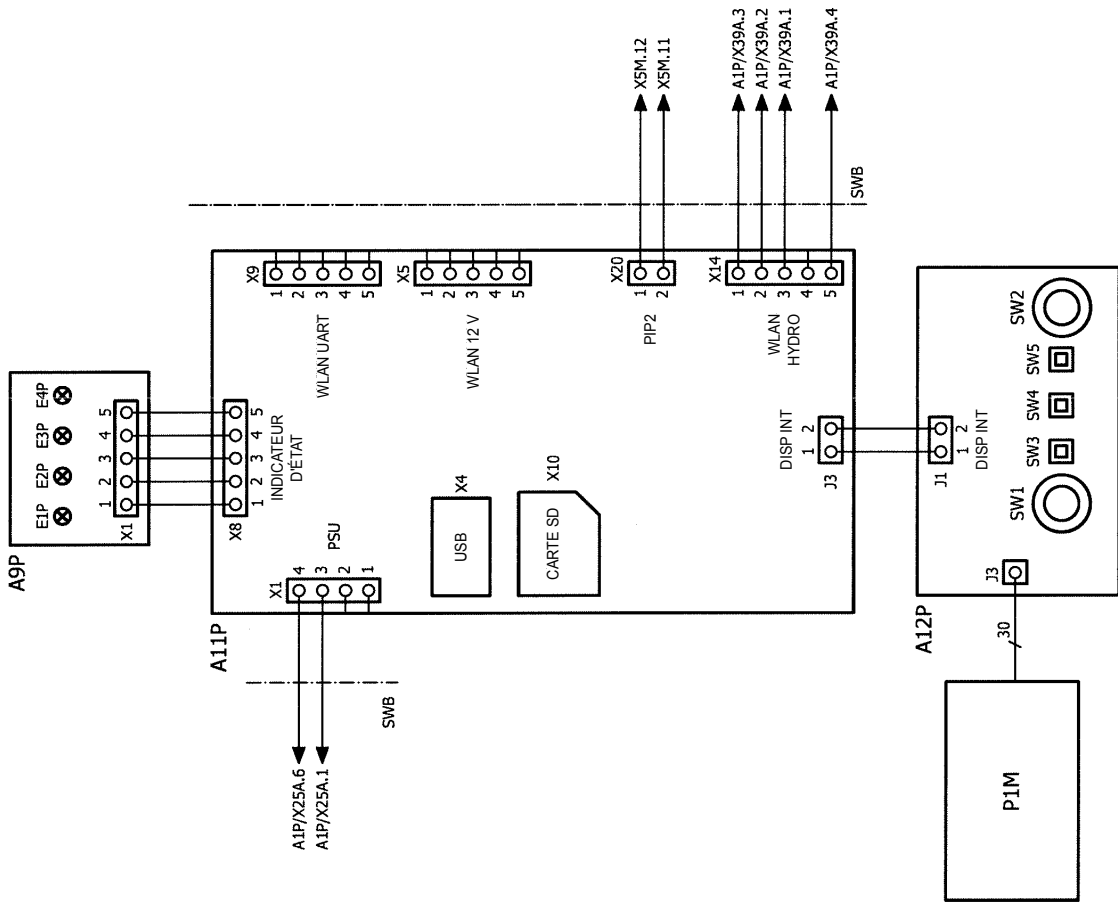 A9P
E1P E2P E3P E4P
X1
1 2 3 4 5
X8
1 2 3 4 5
INDICATEUR
D'ÉTAT
A11P
X1
4
3
2
1
PSU
A1P/X25A.6
A1P/X25A.1
SWB
USB
X4
CARTE SD
X10
X9
1
2
3
4
5
WLAN UART
X5
1
2
3
4
5
WLAN 12 V
X20
1
2
PIP2
X5M.12
X5M.11
X14
1
2
3
4
5
WLAN
HYDRO
A1P/X39A.3
A1P/X39A.2
A1P/X39A.1
A1P/X39A.4
SWB
DISP INT
J3
1 2
A12P
J1
1 2
DISP INT
J3
30
P1M
SW1
SW3
SW4
SW5
SW2